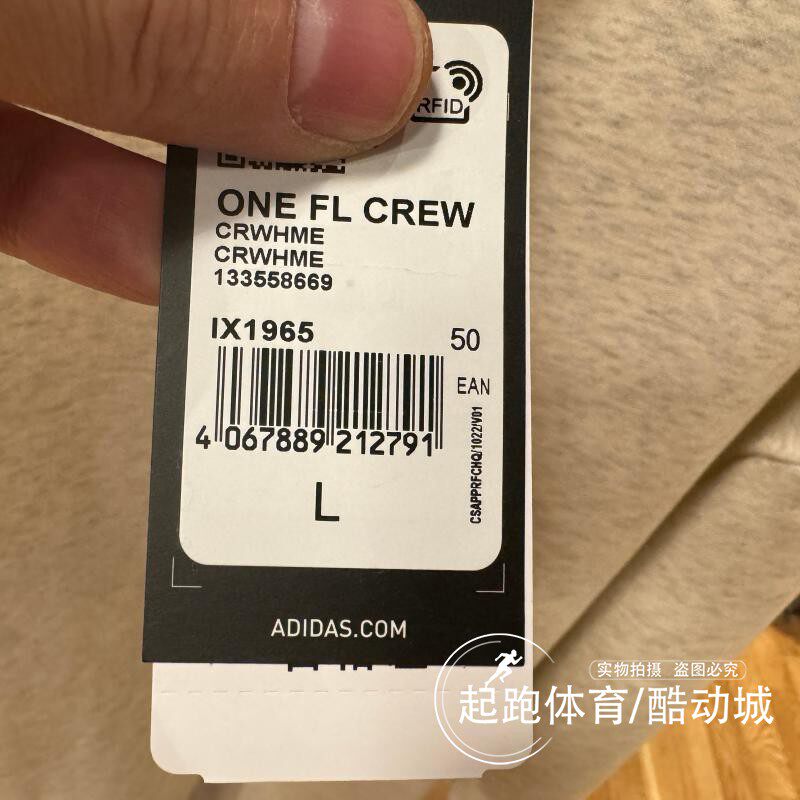 RFID
ONE FL CREW
CRWHME
CRWHME
133558669
IX1965
50
EAN
4 067889 212791
CSAPPRFCHQ/1022/V01
L
ADIDAS.COM
实物拍摄 盗图必究
起跑体育/酷动城